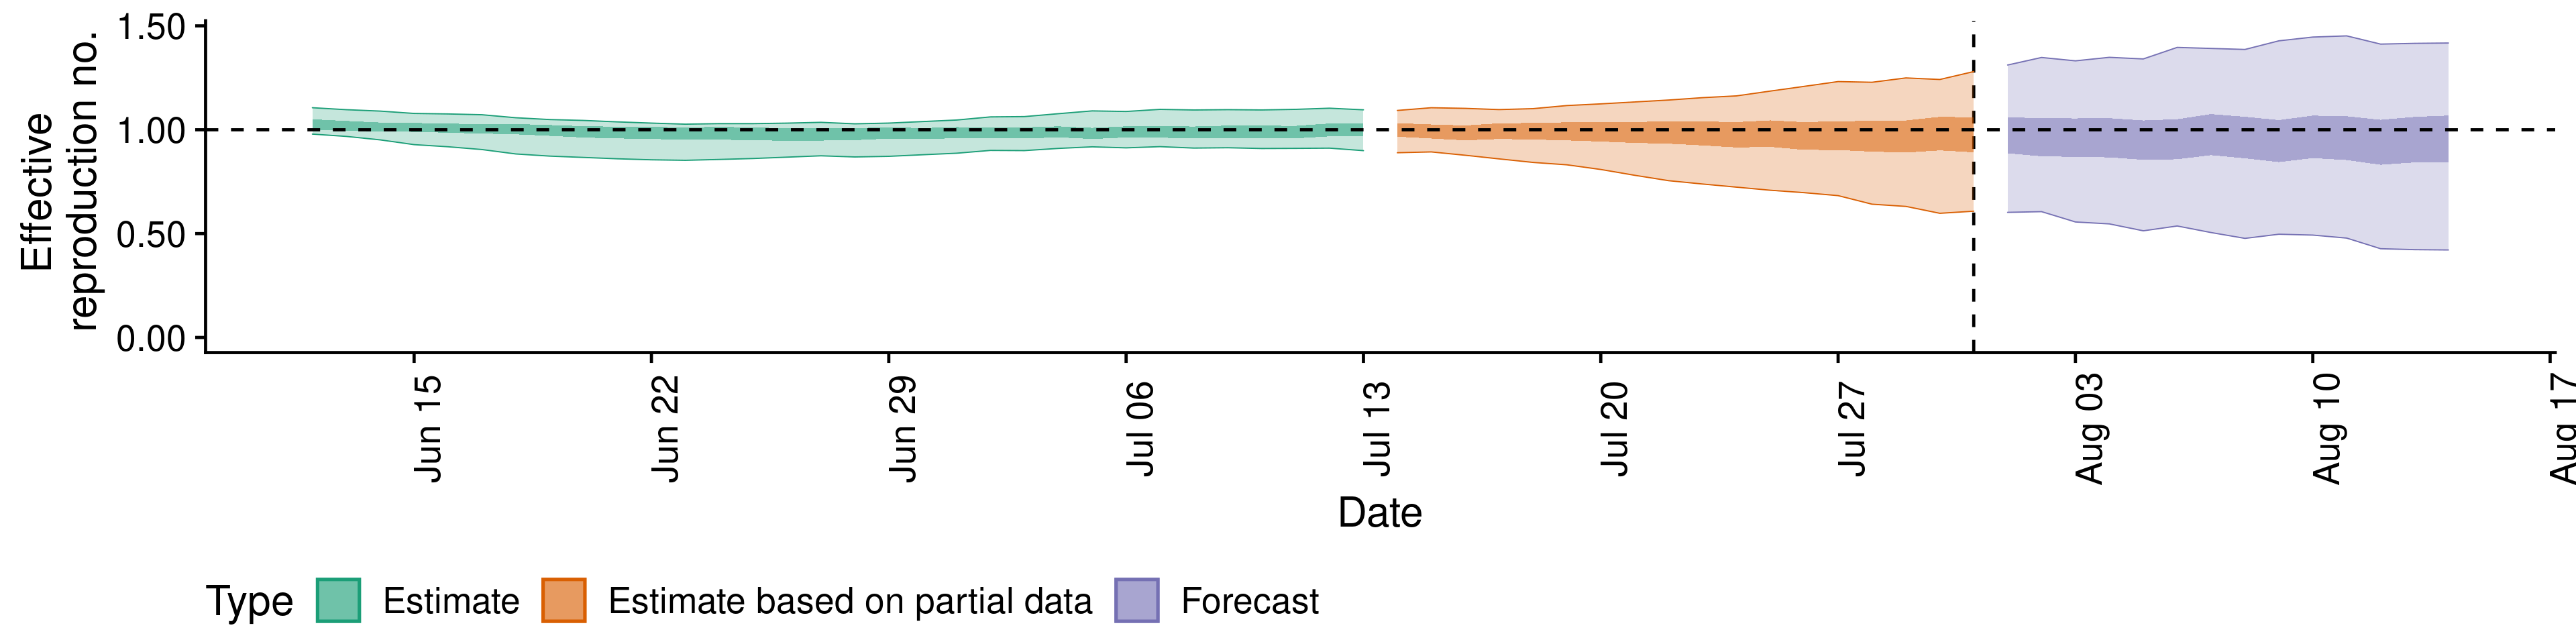 Effective
reproduction no.
1.50
1.00
0.50
0.00
Jun 15
Jun 22
Jun 29
Jul 06
Jul 13
Jul 20
Jul 27
Aug 03
Aug 10
Aug 17
Date
Type Estimate Estimate based on partial data Forecast